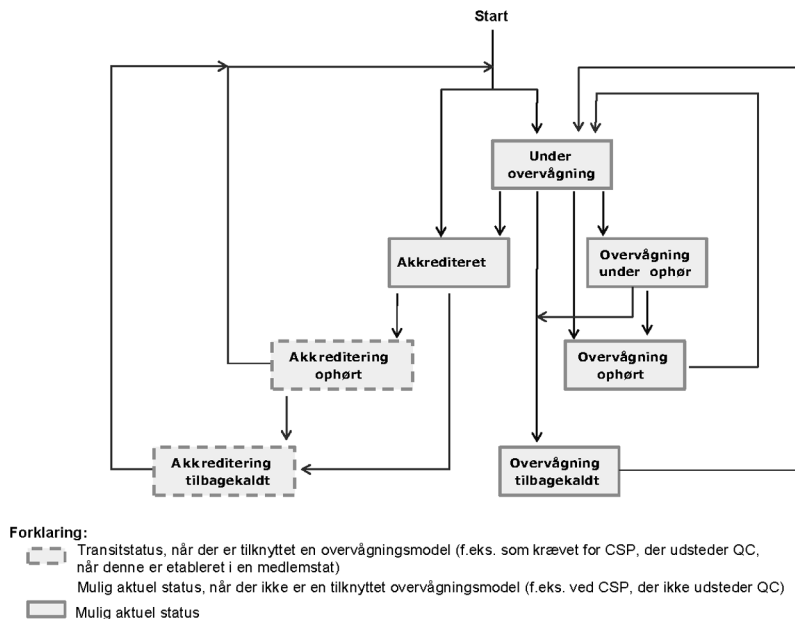 Start
Under
overvågning
Akkrediteret
Overvågning
under ophør
Akkreditering
ophørt
Overvågning
ophørt
Akkreditering
tilbagekaldt
Overvågning
tilbagekaldt
Forklaring:
Transitstatus, når der er tilknyttet en overvågningsmodel (f.eks. som krævet for CSP, der udsteder QC,
når denne er etableret i en medlemstat)
Mulig aktuel status, når der ikke er en tilknyttet overvågningsmodel (f.eks. ved CSP, der ikke udsteder QC)
Mulig aktuel status